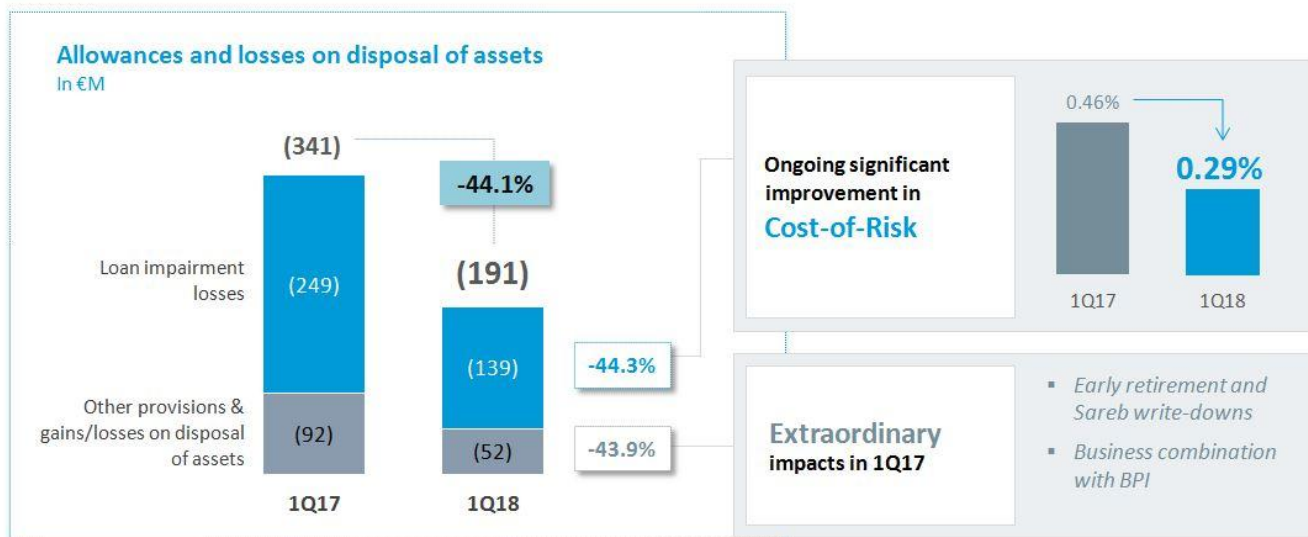 Allowances and losses on disposal of assets
In €M
(341)
-44.1%
(191)
Loan impairment
losses
(249)
(139)
-44.3%
Other provisions &
gains/losses on disposal
of assets
(92)
(52)
-43.9%
1Q17
1Q18
Ongoing significant
improvement in
Cost-of-Risk
0.46%
0.29%
1Q17
1Q18
Extraordinary
impacts in 1Q17
▪ Early retirement and
Sareb write-downs
▪ Business combination
with BPI